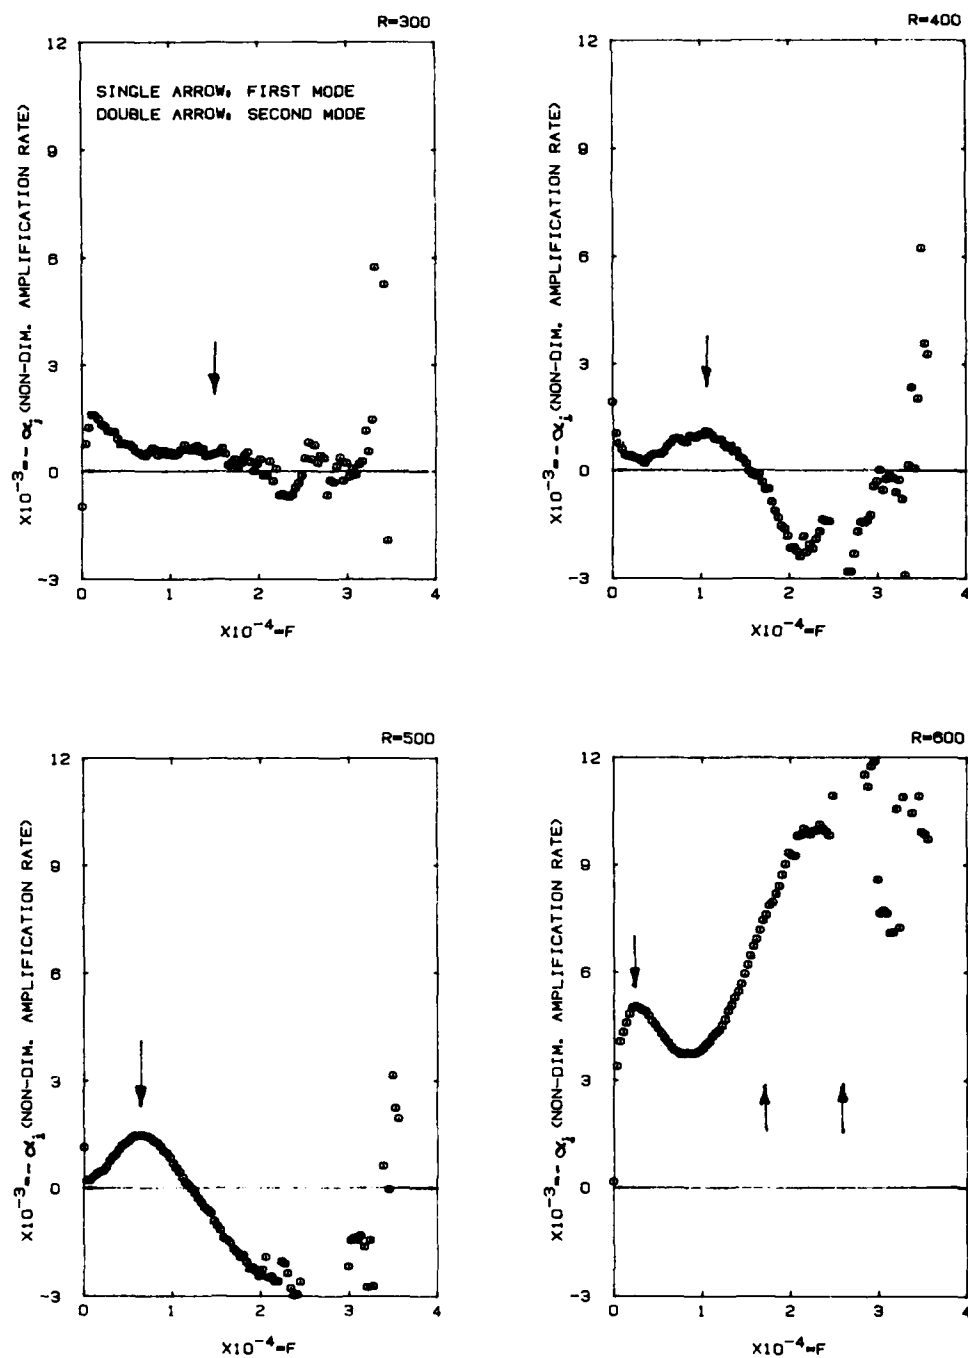 R=300
12
9
6
3
0
-3
X10-3=-αi (NON-DIM. AMPLIFICATION RATE)
SINGLE ARROW: FIRST MODE
DOUBLE ARROW: SECOND MODE
0 1 2 3 4
X10-4=F
R=400
12
9
6
3
0
-3
X10-3=-αi (NON-DIM. AMPLIFICATION RATE)
0 1 2 3 4
X10-4=F
R=500
12
9
6
3
0
-3
X10-3=-αi (NON-DIM. AMPLIFICATION RATE)
0 1 2 3 4
X10-4=F
R=600
12
9
6
3
0
-3
X10-3=-αi (NON-DIM. AMPLIFICATION RATE)
0 1 2 3 4
X10-4=F